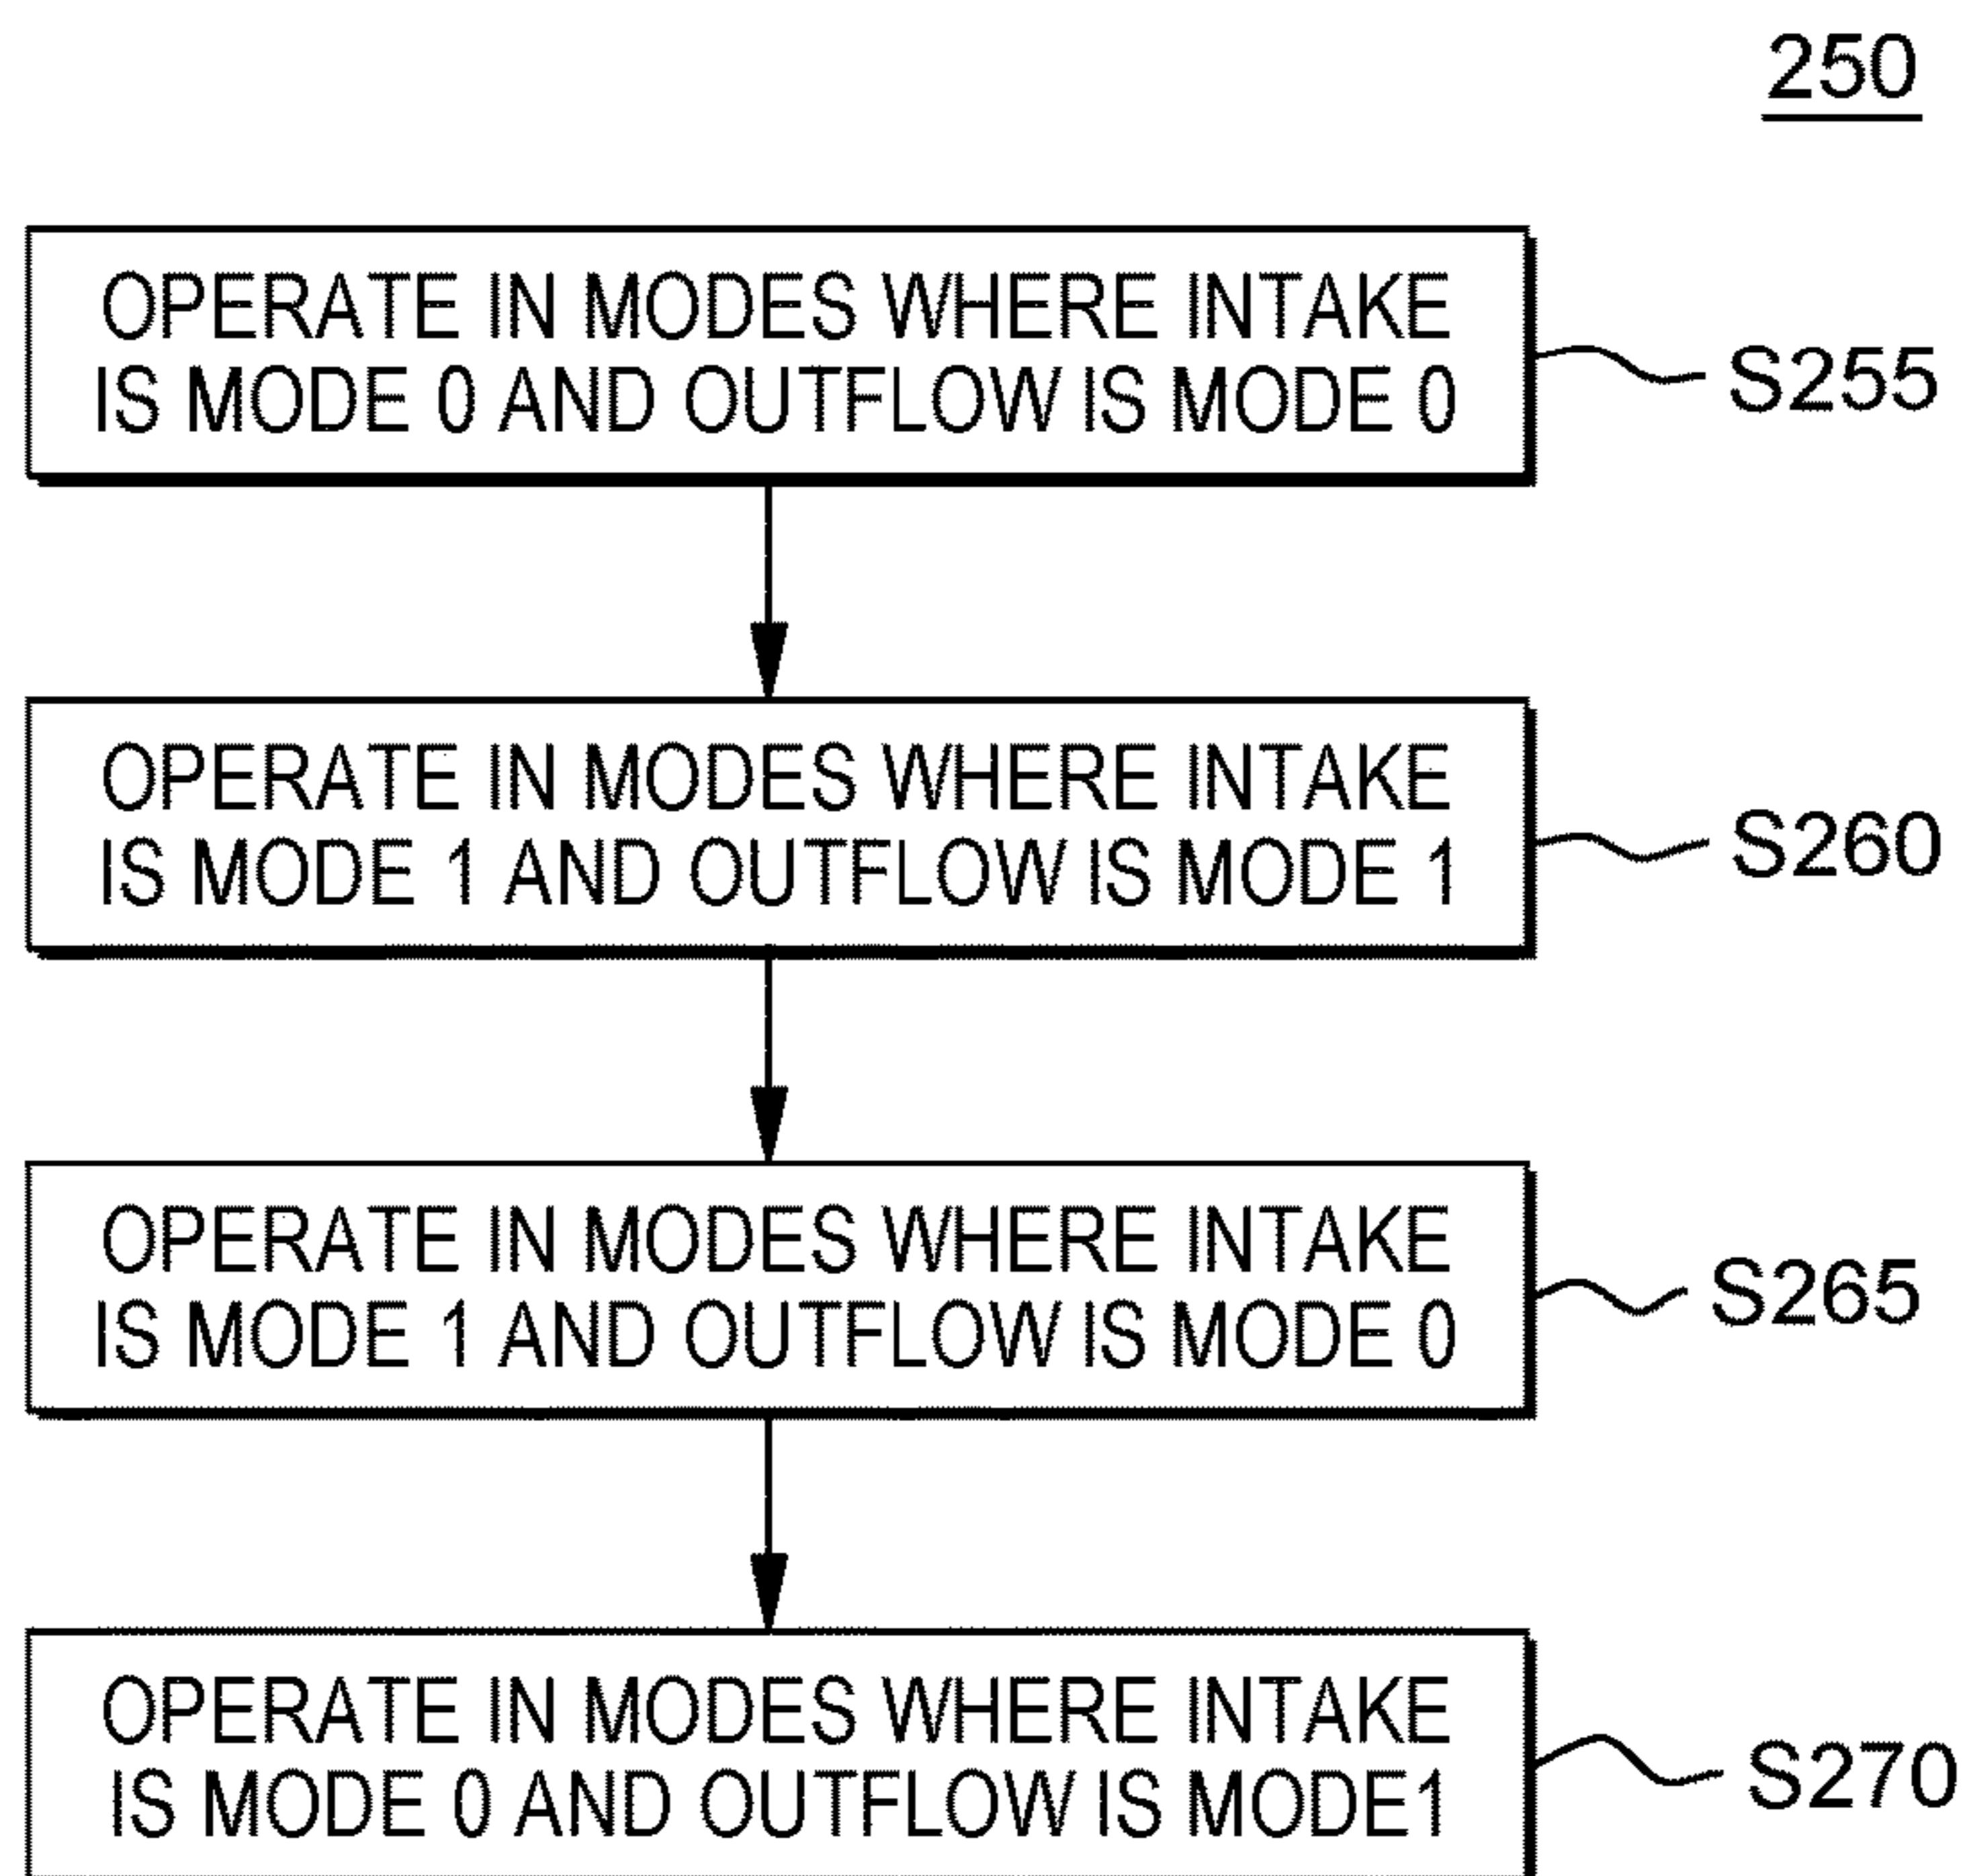 250
OPERATE IN MODES WHERE INTAKE
IS MODE 0 AND OUTFLOW IS MODE 0
S255
OPERATE IN MODES WHERE INTAKE
IS MODE 1 AND OUTFLOW IS MODE 1
S260
OPERATE IN MODES WHERE INTAKE
IS MODE 1 AND OUTFLOW IS MODE 0
S265
OPERATE IN MODES WHERE INTAKE
IS MODE 0 AND OUTFLOW IS MODE1
S270